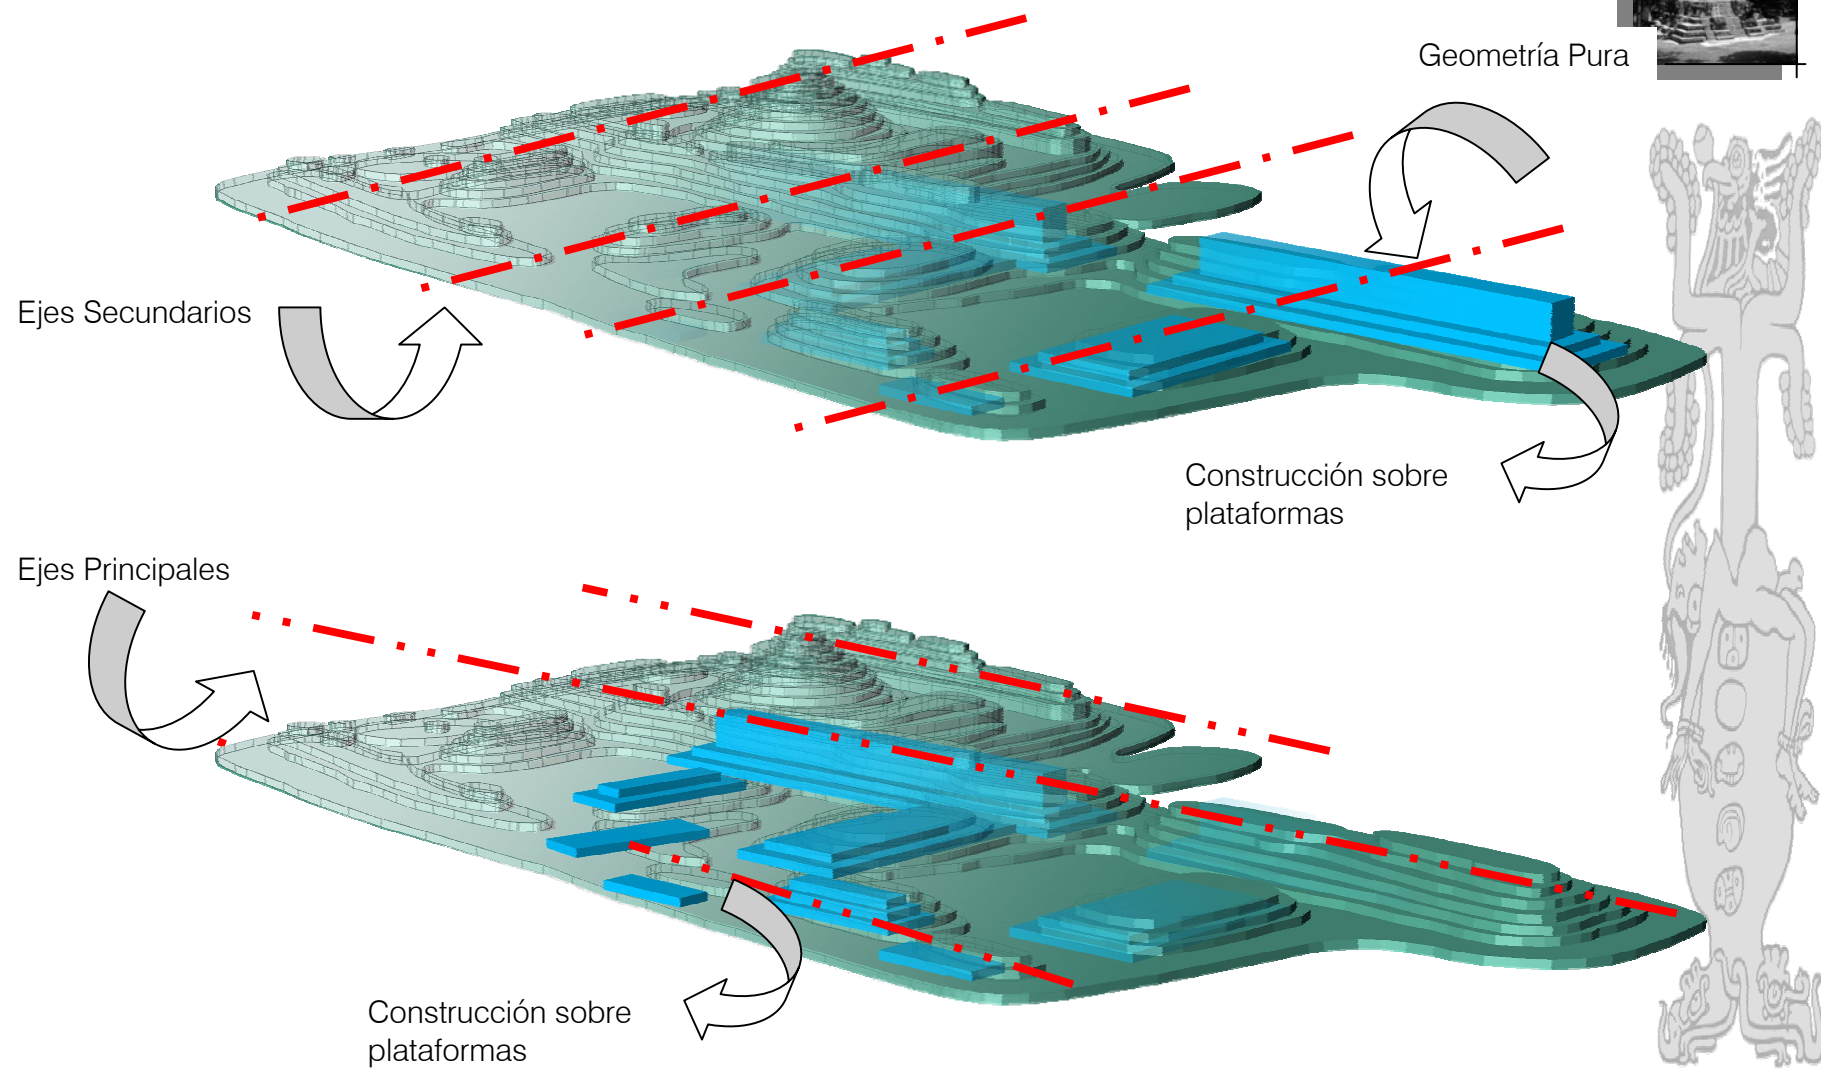 Geometría Pura
Ejes Secundarios
Construcción sobre
plataformas
Ejes Principales
Construcción sobre
plataformas